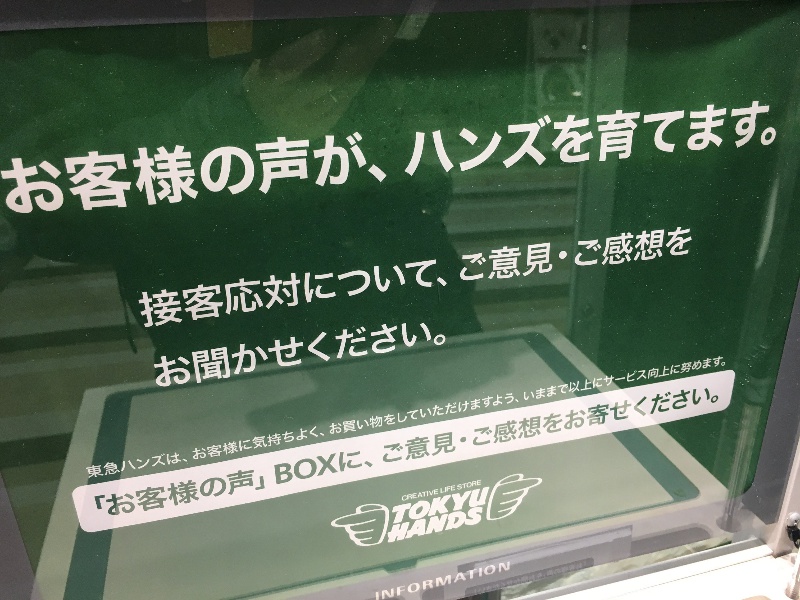 お客様の声が、ハンズを育てます。
接客応対について、ご意見・ご感想を
お聞かせください。
東急ハンズは、お客様に気持ちよく、お買い物をしていただけますよう、いままで以上にサービス向上に努めます。
「お客様の声」BOXに、ご意見・ご感想をお寄せください。
CREATIVE LIFE STORE
TOKYU
HANDS
INFORMATION